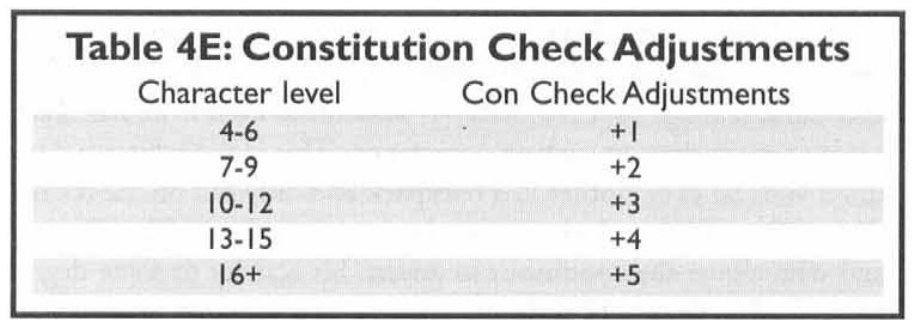 Table 4E: Constitution Check Adjustments
Character level Con Check Adjustments
4-6 +1
7-9 +2
10-12 +3
13-15 +4
16+ +5